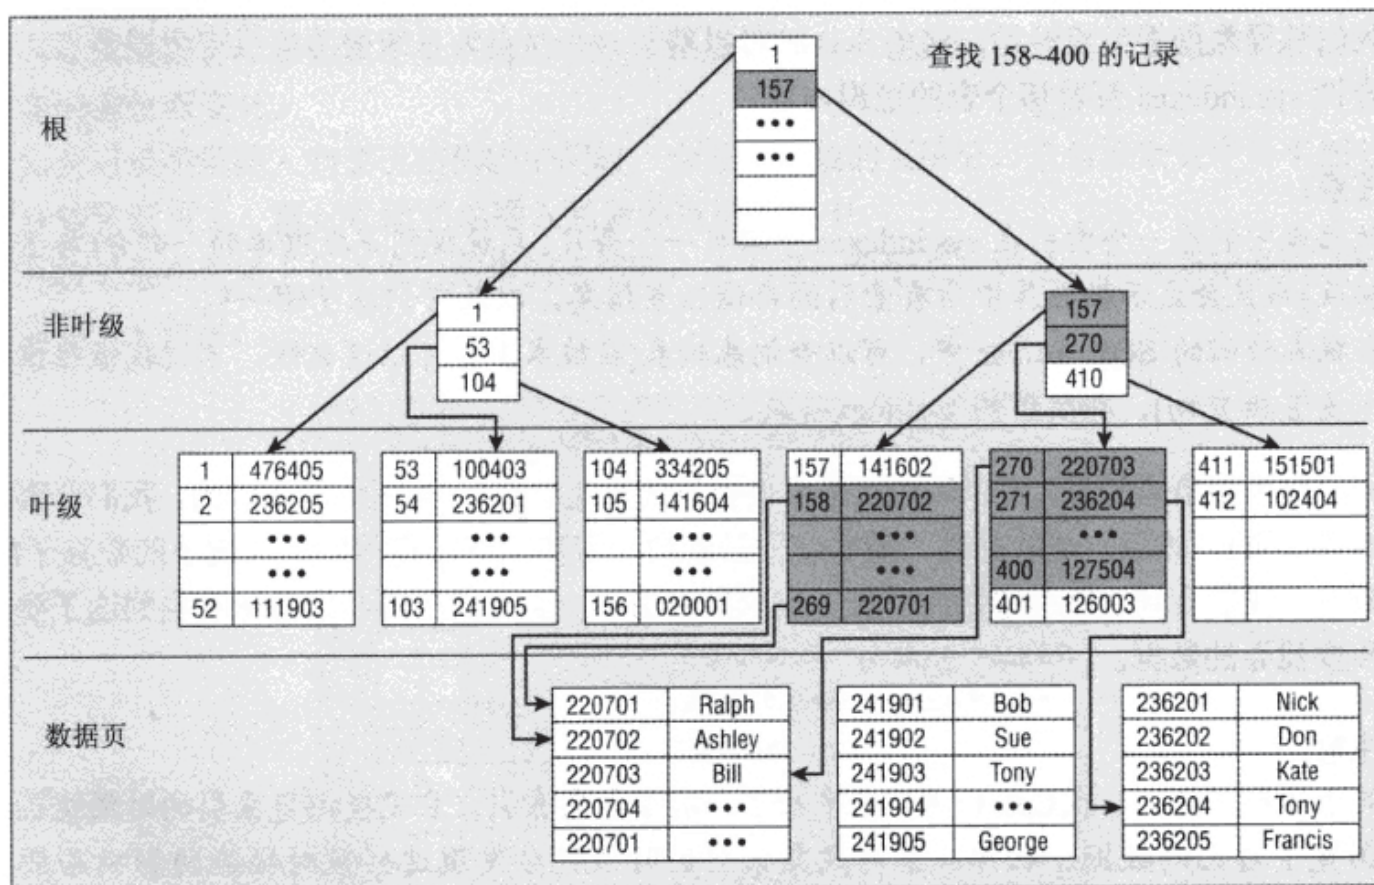 查找 158~400 的记录
根
1
157
•••
•••
非叶级
1
53
104
157
270
410
叶级
1 476405
2 236205
•••
•••
52 111903
53 100403
54 236201
•••
•••
103 241905
104 334205
105 141604
•••
•••
156 020001
157 141602
158 220702
•••
•••
269 220701
270 220703
271 236204
•••
400 127504
401 126003
411 151501
412 102404
数据页
220701 Ralph
220702 Ashley
220703 Bill
220704 •••
220701 •••
241901 Bob
241902 Sue
241903 Tony
241904 •••
241905 George
236201 Nick
236202 Don
236203 Kate
236204 Tony
236205 Francis